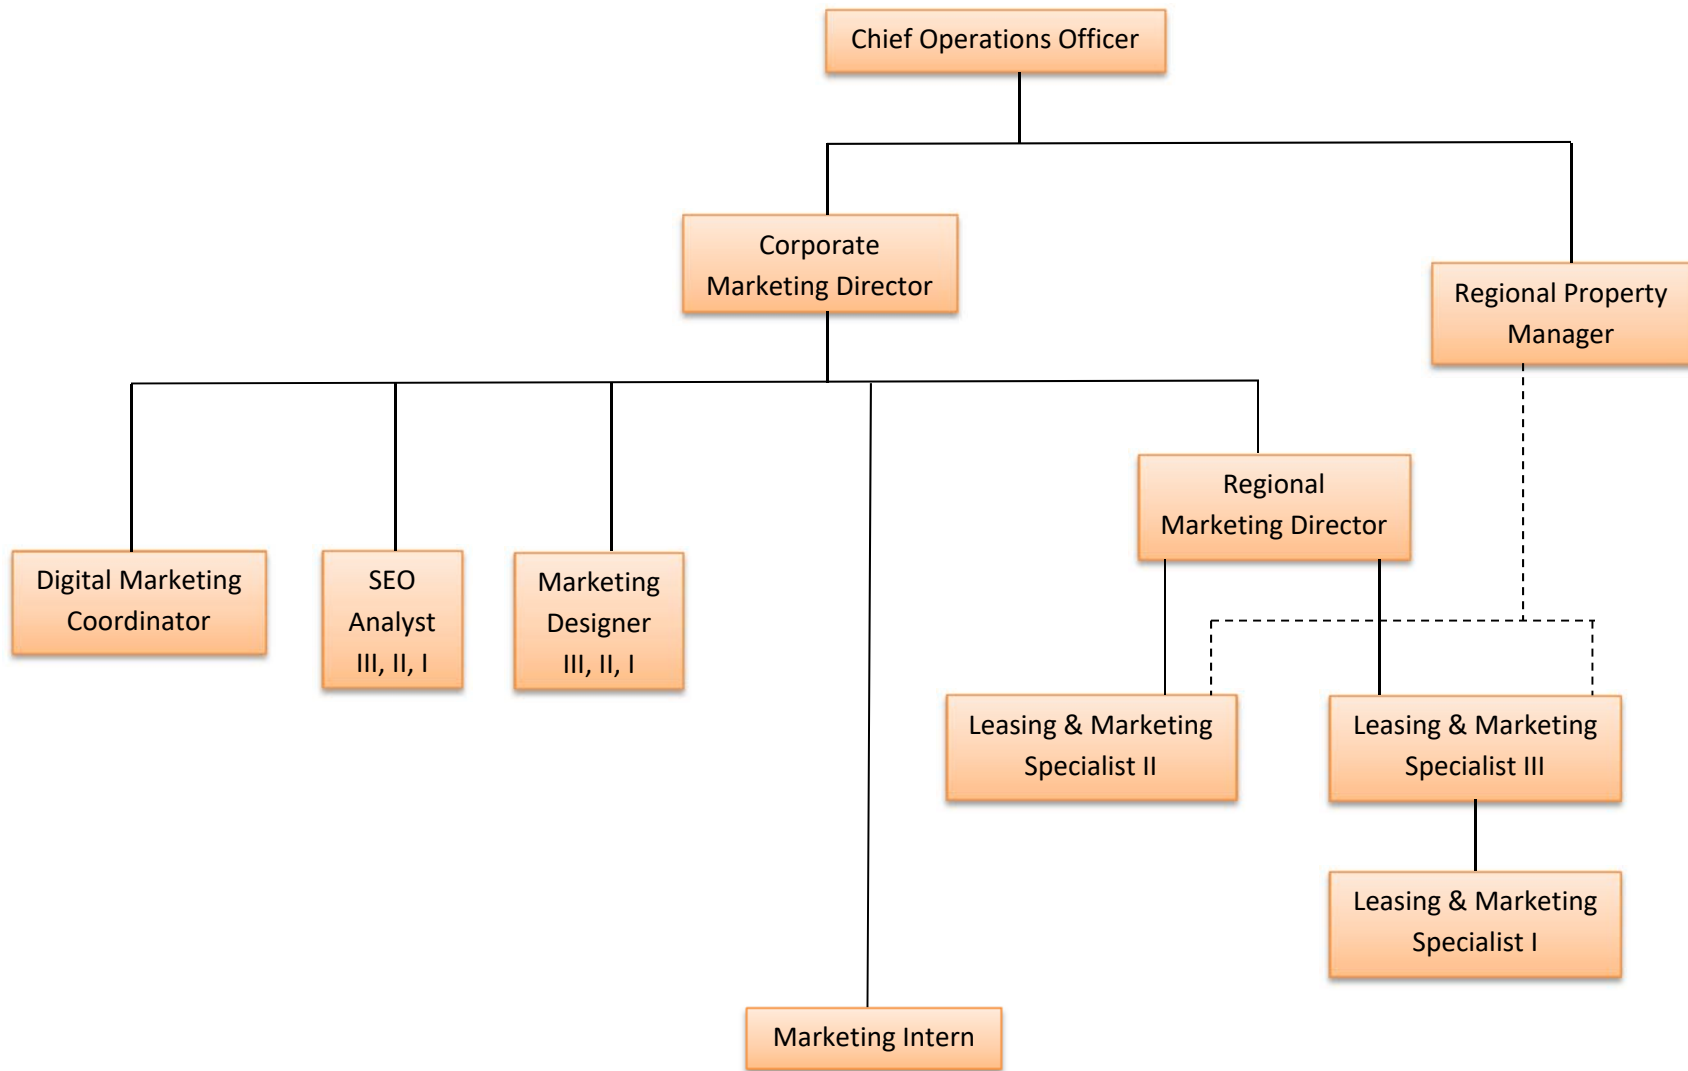 Chief Operations Officer
Corporate
Marketing Director
Regional Property
Manager
Regional
Marketing Director
Digital Marketing
Coordinator
SEO
Analyst
III, II, I
Marketing
Designer
III, II, I
Leasing & Marketing
Specialist II
Leasing & Marketing
Specialist III
Leasing & Marketing
Specialist I
Marketing Intern